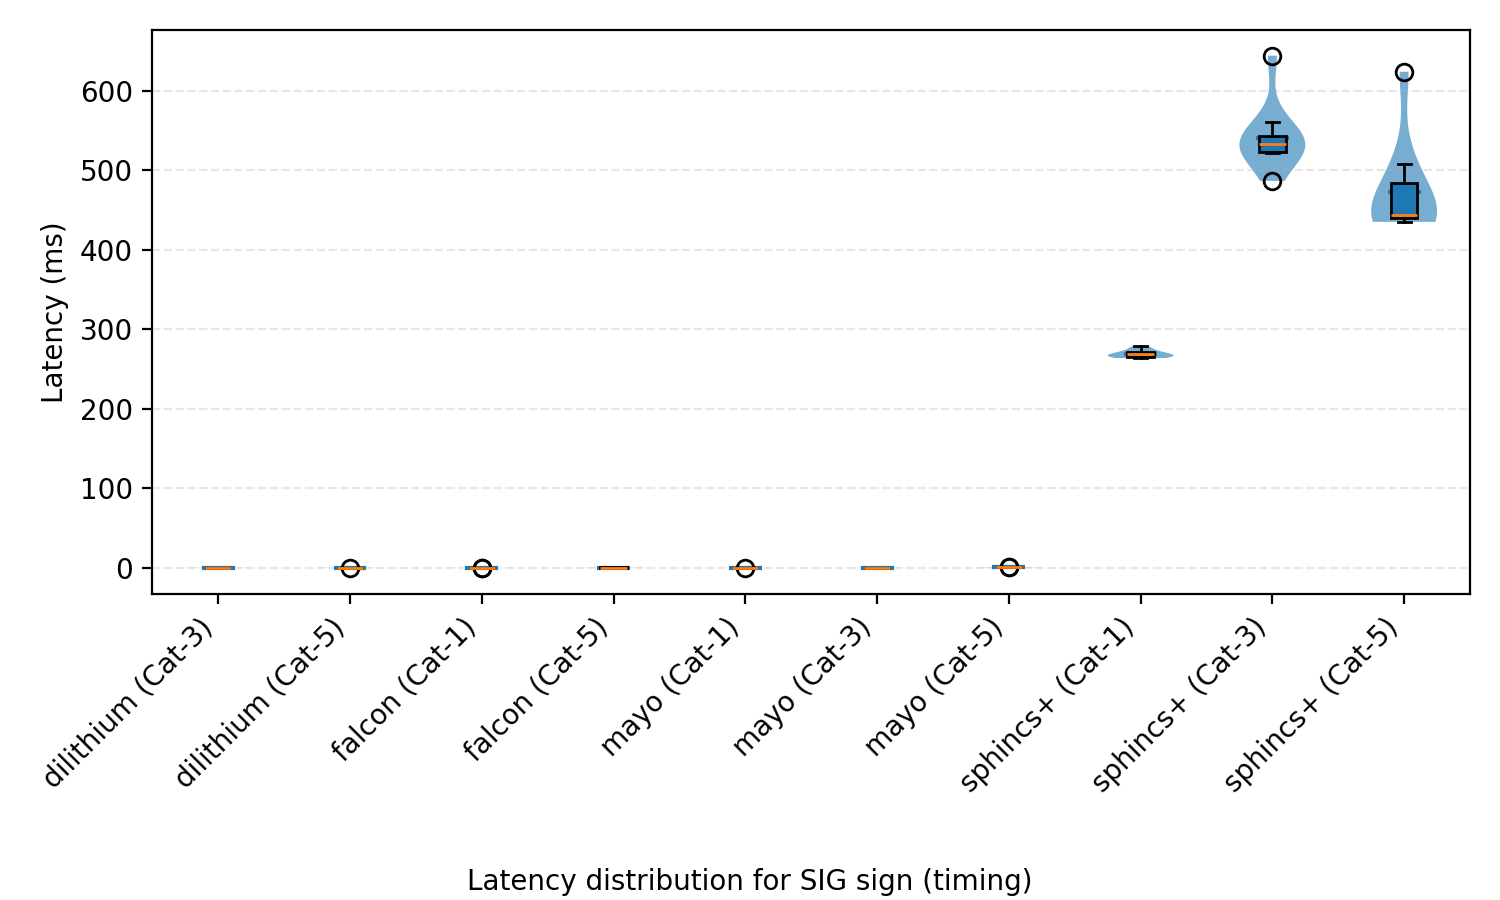 600
500
400
300
200
100
0
Latency (ms)
dilithium (Cat-3)
dilithium (Cat-5)
falcon (Cat-1)
falcon (Cat-5)
mayo (Cat-1)
mayo (Cat-3)
mayo (Cat-5)
sphincs+ (Cat-1)
sphincs+ (Cat-3)
sphincs+ (Cat-5)
Latency distribution for SIG sign (timing)